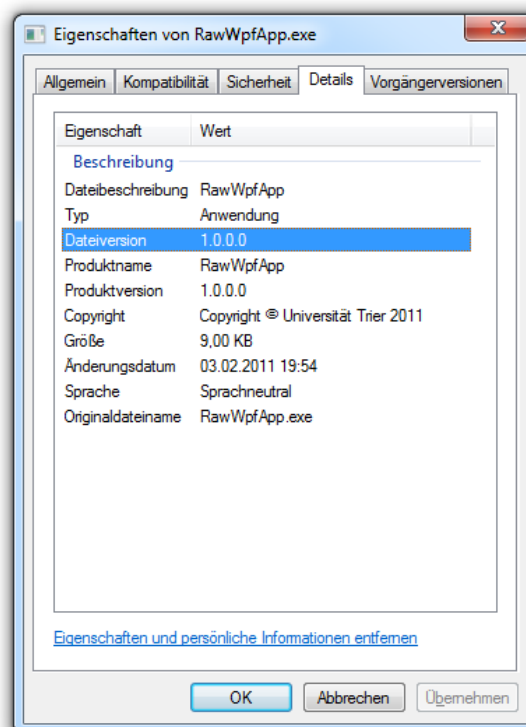 Eigenschaften von RawWpfApp.exe
Allgemein Kompatibilität Sicherheit Details Vorgängerversionen
Eigenschaft Wert
Beschreibung
Dateibeschreibung RawWpfApp
Typ Anwendung
Dateiversion 1.0.0.0
Produktname RawWpfApp
Produktversion 1.0.0.0
Copyright Copyright © Universität Trier 2011
Größe 9,00 KB
Änderungsdatum 03.02.2011 19:54
Sprache Sprachneutral
Originaldateiname RawWpfApp.exe
Eigenschaften und persönliche Informationen entfernen
OK Abbrechen Übernehmen